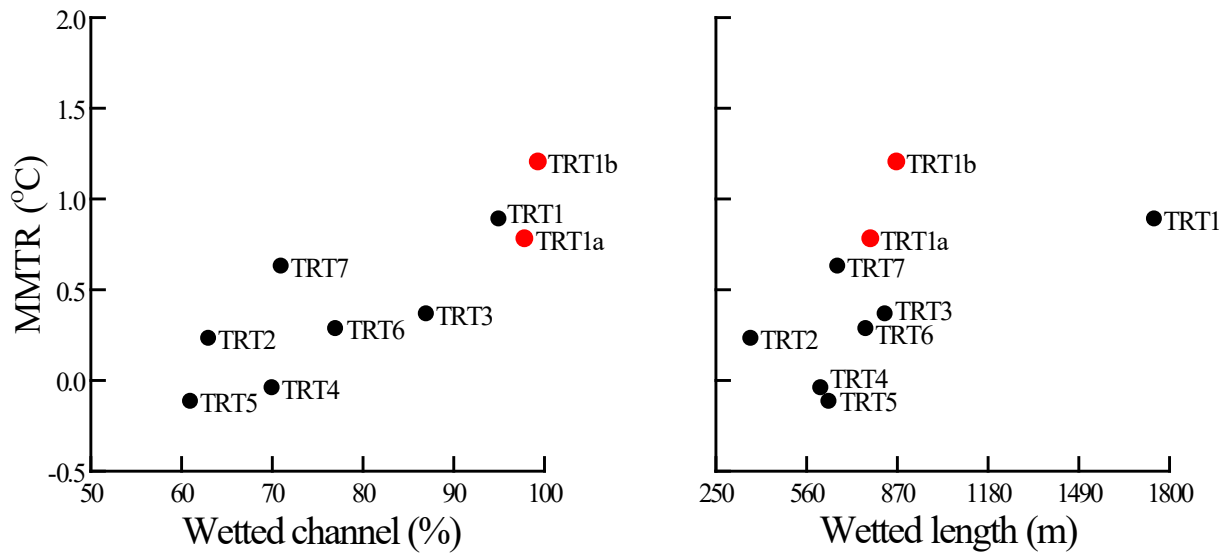 MMTR (°C)
2.0
1.5
1.0
0.5
0.0
-0.5
TRT1b
TRT1
TRT1a
TRT7
TRT3
TRT6
TRT2
TRT4
TRT5
50 60 70 80 90 100
Wetted channel (%)
TRT1b
TRT1
TRT1a
TRT7
TRT3
TRT6
TRT2
TRT4
TRT5
250 560 870 1180 1490 1800
Wetted length (m)